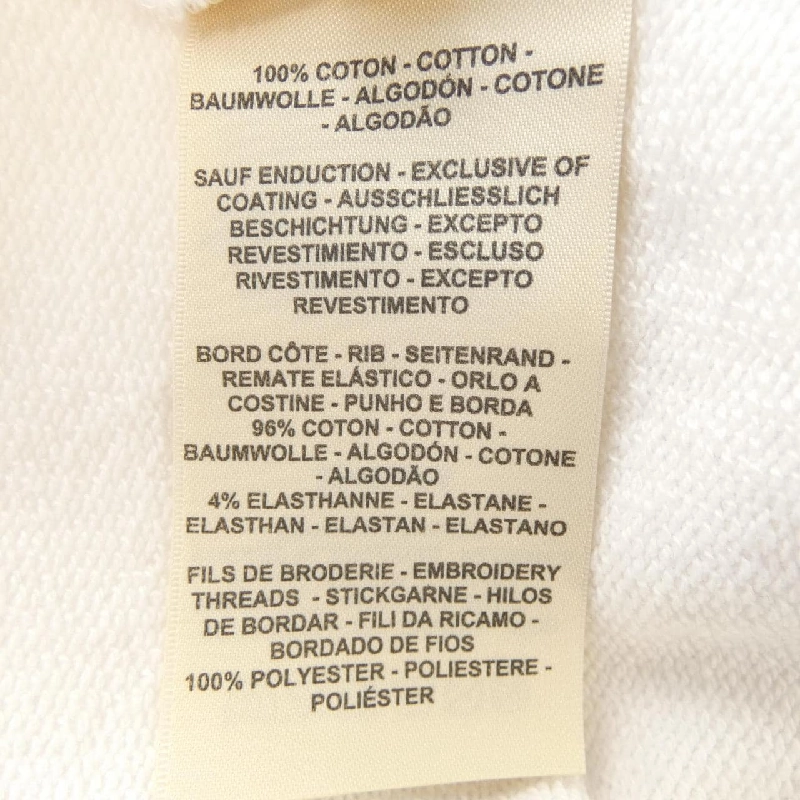 100% COTON - COTTON -
BAUMWOLLE - ALGODÓN - COTONE
- ALGODÃO
SAUF ENDUCTION - EXCLUSIVE OF
COATING - AUSSCHLIESSLICH
BESCHICHTUNG - EXCEPTO
REVESTIMIENTO - ESCLUSO
RIVESTIMENTO - EXCEPTO
REVESTIMENTO
BORD CÔTE - RIB - SEITENRAND -
REMATE ELÁSTICO - ORLO A
COSTINE - PUNHO E BORDA
96% COTON - COTTON -
BAUMWOLLE - ALGODÓN - COTONE
- ALGODÃO
4% ELASTHANNE - ELASTANE -
ELASTHAN - ELASTAN - ELASTANO
FILS DE BRODERIE - EMBROIDERY
THREADS - STICKGARNE - HILOS
DE BORDAR - FILI DA RICAMO -
BORDADO DE FIOS
100% POLYESTER - POLIESTERE -
POLIÉSTER